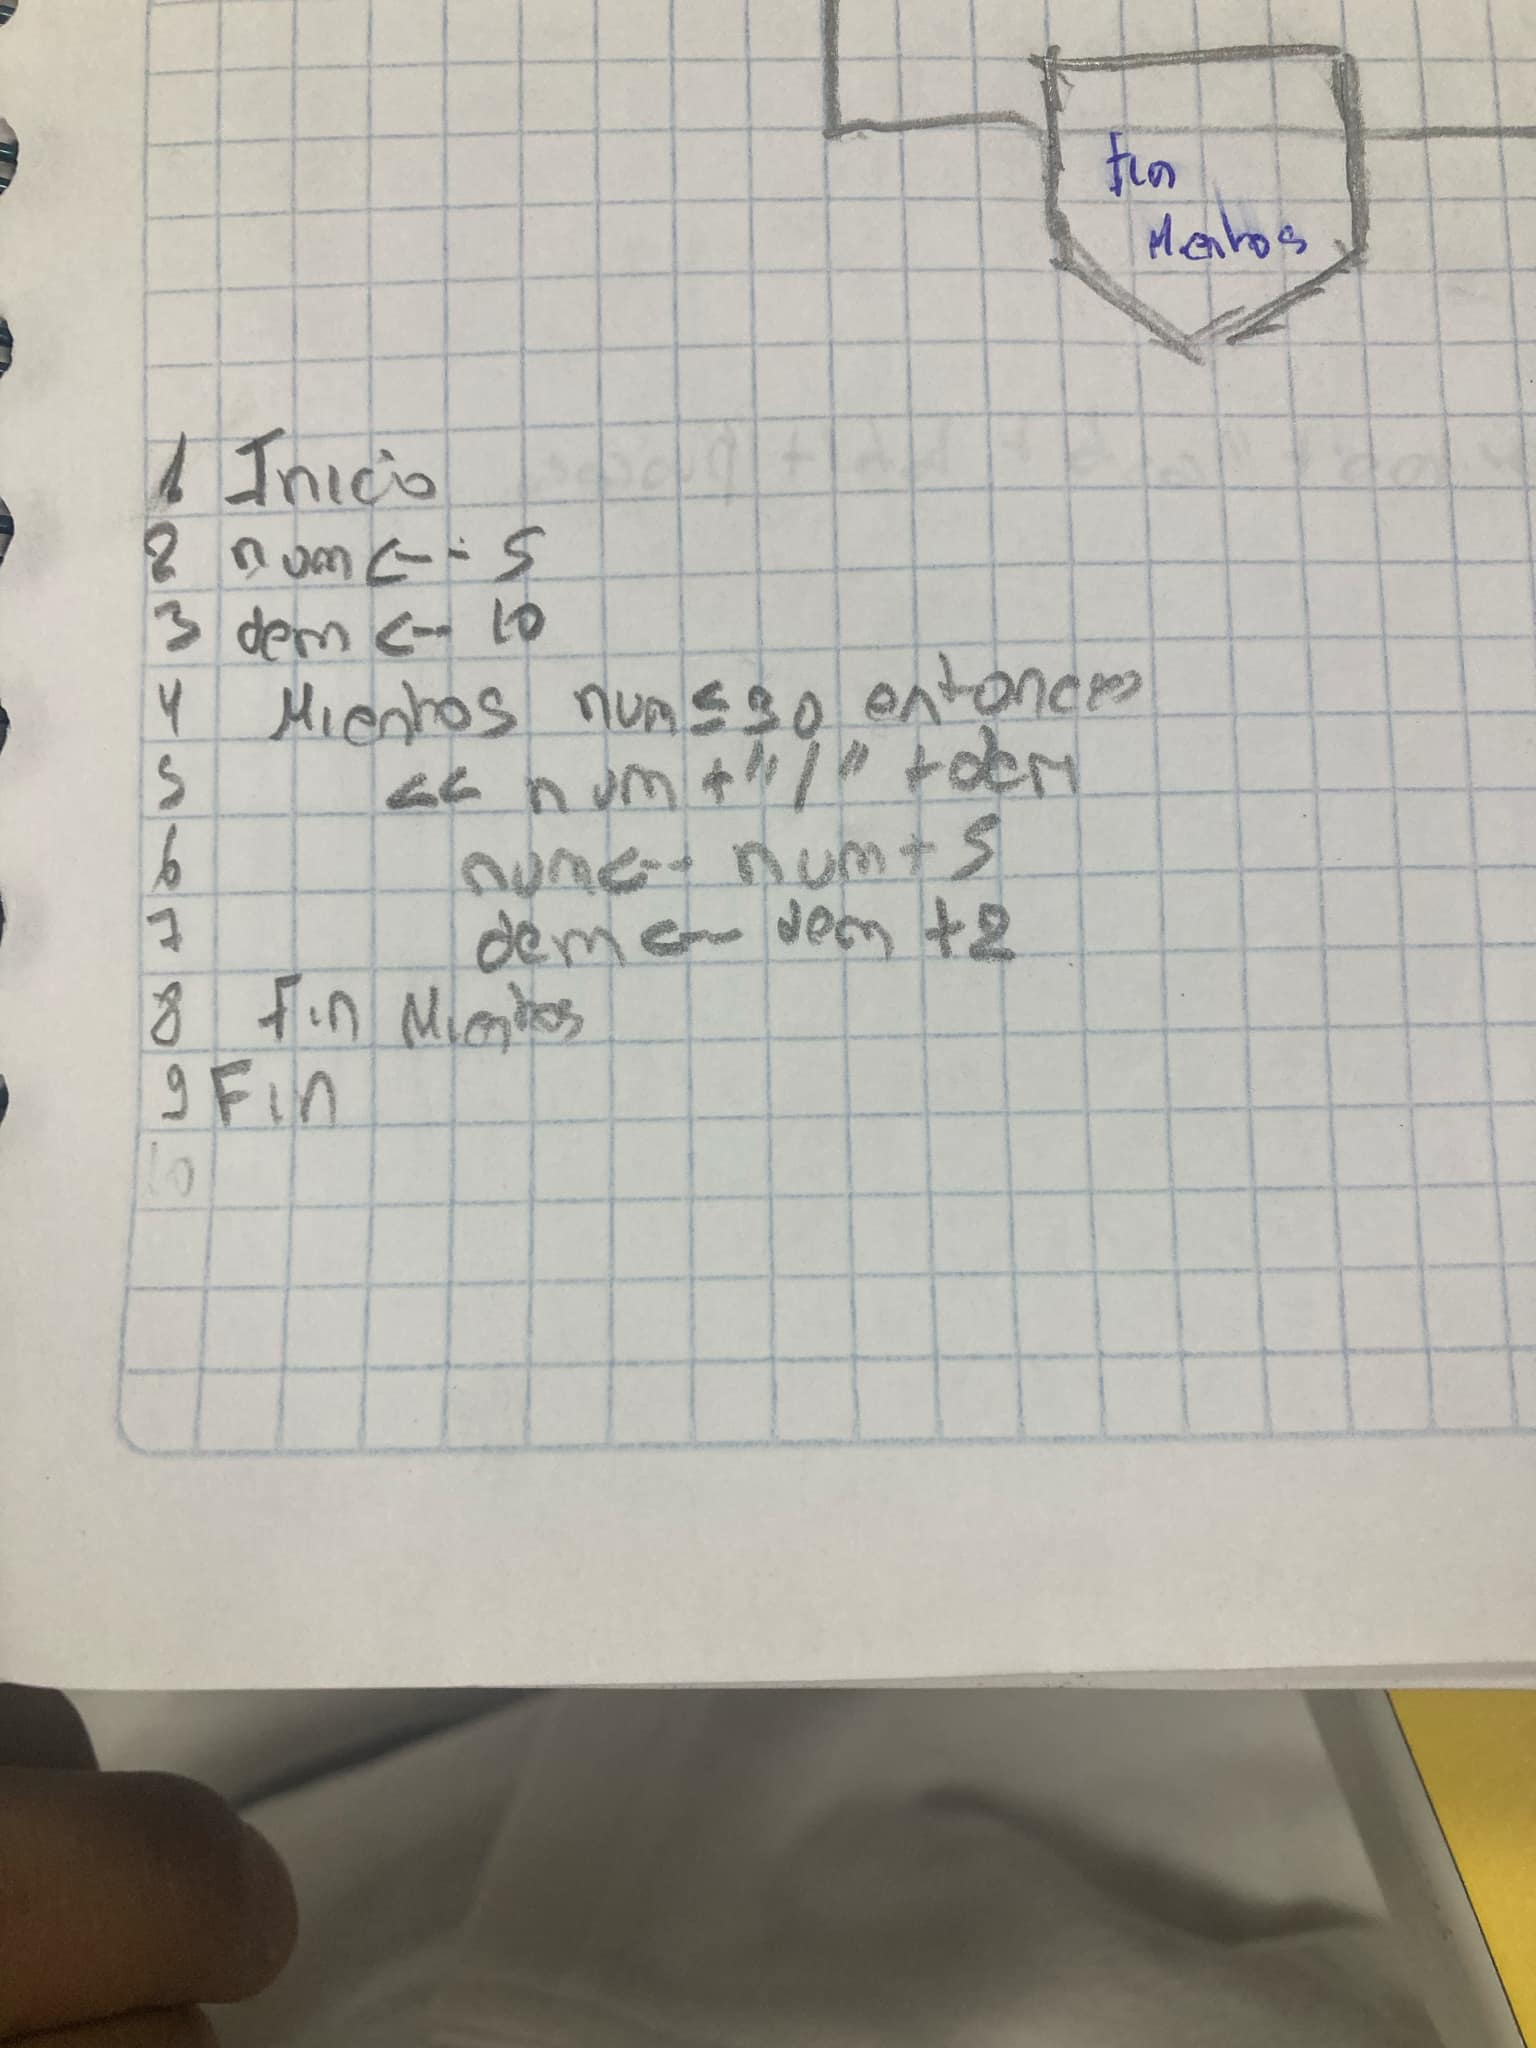 Fin
Mientras
1 Inicio
2 num <-- 5
3 dem <-- 10
4 Mientras num ≤ 30 entonces
5 << num + "/" + dem
6 num <-- num + 5
7 dem <-- dem + 2
8 Fin Mientras
9 Fin
10